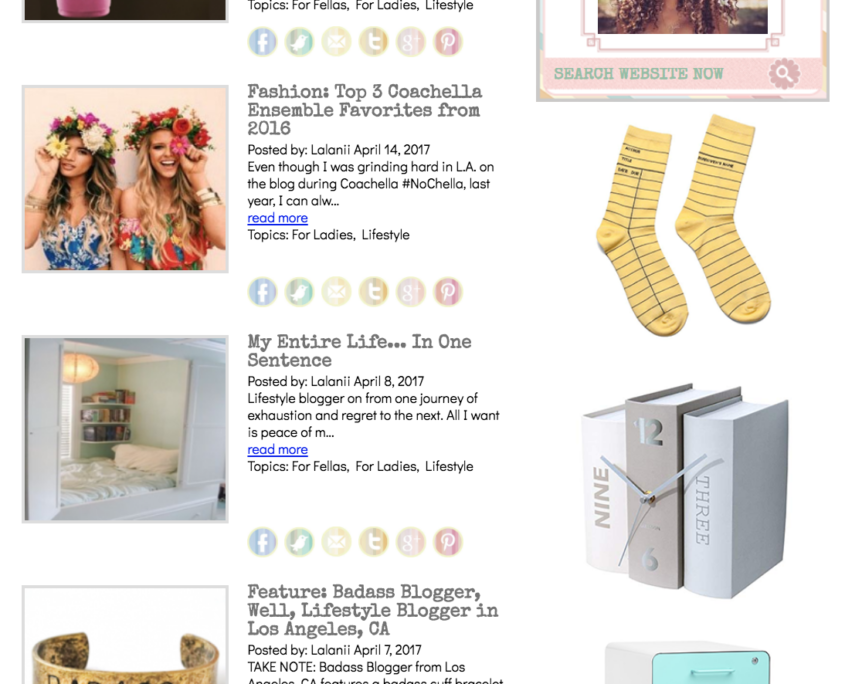 Topics: For Fellas, For Ladies, Lifestyle
Fashion: Top 3 Coachella
Ensemble Favorites from
2016
Posted by: Lalanii April 14, 2017
Even though I was grinding hard in L.A. on
the blog during Coachella #NoChella, last
year, I can alw...
read more
Topics: For Ladies, Lifestyle
My Entire Life... In One
Sentence
Posted by: Lalanii April 8, 2017
Lifestyle blogger on from one journey of
exhaustion and regret to the next. All I want
is peace of m...
read more
Topics: For Fellas, For Ladies, Lifestyle
Feature: Badass Blogger,
Well, Lifestyle Blogger in
Los Angeles, CA
Posted by: Lalanii April 7, 2017
TAKE NOTE: Badass Blogger from Los
Angeles, CA features a badass cuff bracelet
SEARCH WEBSITE NOW
AUTHOR
TITLE
DATE DUE
BORROWER'S NAME
12
NINE
THREE
6